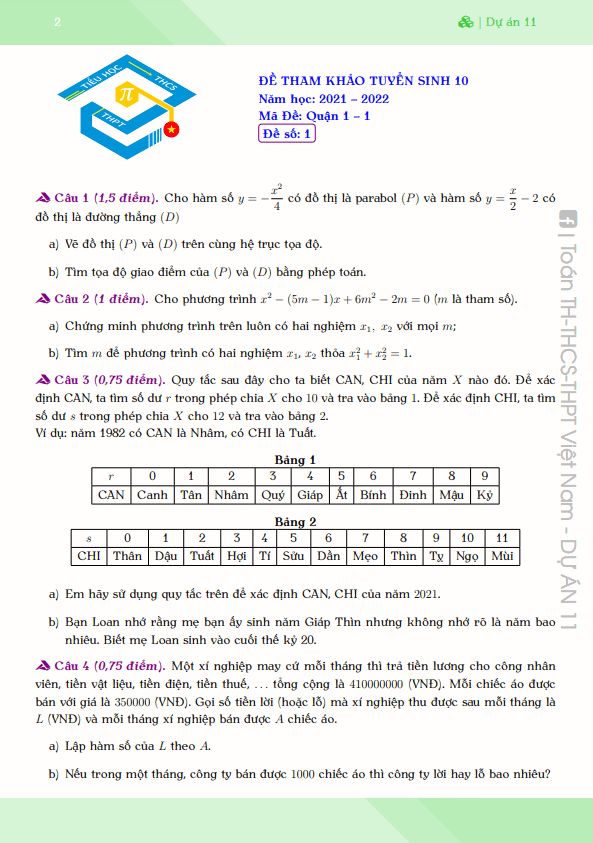 2
| Dự án 11
TIỂU HỌC
THCS
π
THPT
ĐỀ THAM KHẢO TUYỂN SINH 10
Năm học: 2021 – 2022
Mã Đề: Quận 1 – 1
Đề số: 1
Câu 1 (1,5 điểm). Cho hàm số y = −x²/4 có đồ thị là parabol (P) và hàm số y = x/2 − 2 có
đồ thị là đường thẳng (D)
a) Vẽ đồ thị (P) và (D) trên cùng hệ trục tọa độ.
b) Tìm tọa độ giao điểm của (P) và (D) bằng phép toán.
Câu 2 (1 điểm). Cho phương trình x² − (5m − 1)x + 6m² − 2m = 0 (m là tham số).
a) Chứng minh phương trình trên luôn có hai nghiệm x₁, x₂ với mọi m;
b) Tìm m để phương trình có hai nghiệm x₁, x₂ thỏa x₁² + x₂² = 1.
Câu 3 (0,75 điểm). Quy tắc sau đây cho ta biết CAN, CHI của năm X nào đó. Để xác
định CAN, ta tìm số dư r trong phép chia X cho 10 và tra vào bảng 1. Để xác định CHI, ta tìm
số dư s trong phép chia X cho 12 và tra vào bảng 2.
Ví dụ: năm 1982 có CAN là Nhâm, có CHI là Tuất.
Bảng 1
r 0 1 2 3 4 5 6 7 8 9
CAN Canh Tân Nhâm Quý Giáp Ất Bính Đinh Mậu Kỷ
Bảng 2
s 0 1 2 3 4 5 6 7 8 9 10 11
CHI Thân Dậu Tuất Hợi Tí Sửu Dần Mẹo Thìn Tỵ Ngọ Mùi
a) Em hãy sử dụng quy tắc trên để xác định CAN, CHI của năm 2021.
b) Bạn Loan nhớ rằng mẹ bạn ấy sinh năm Giáp Thìn nhưng không nhớ rõ là năm bao
nhiêu. Biết mẹ Loan sinh vào cuối thế kỷ 20.
Câu 4 (0,75 điểm). Một xí nghiệp may cứ mỗi tháng thì trả tiền lương cho công nhân
viên, tiền vật liệu, tiền điện, tiền thuế, ... tổng cộng là 410000000 (VNĐ). Mỗi chiếc áo được
bán với giá là 350000 (VNĐ). Gọi số tiền lời (hoặc lỗ) mà xí nghiệp thu được sau mỗi tháng là
L (VNĐ) và mỗi tháng xí nghiệp bán được A chiếc áo.
a) Lập hàm số của L theo A.
b) Nếu trong một tháng, công ty bán được 1000 chiếc áo thì công ty lời hay lỗ bao nhiêu?
f | Toán TH-THCS-THPT Việt Nam - DỰ ÁN 11